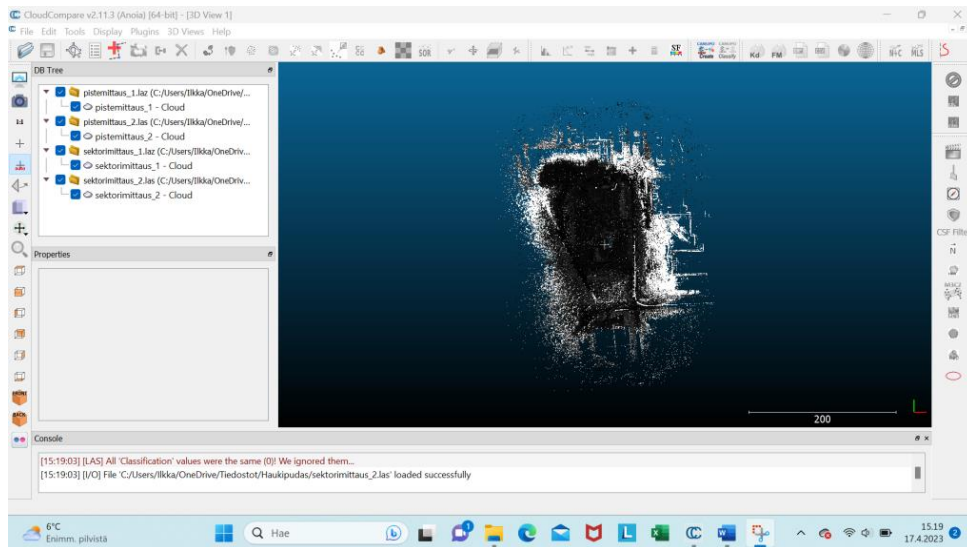 CloudCompare v2.11.3 (Anoia) [64-bit] - [3D View 1]
File Edit Tools Display Plugins 3D Views Help
SOR
SF
Kd
FM
N+C
MLS
DB Tree
pistemittaus_1.laz (C:/Users/Ilkka/OneDrive/...
pistemittaus_1 - Cloud
pistemittaus_2.las (C:/Users/Ilkka/OneDrive/...
pistemittaus_2 - Cloud
sektorimittaus_1.laz (C:/Users/Ilkka/OneDriv...
sektorimittaus_1 - Cloud
sektorimittaus_2.las (C:/Users/Ilkka/OneDriv...
sektorimittaus_2 - Cloud
CSF Filte
Properties
200
Console
[15:19:03] [LAS] All 'Classification' values were the same (0)! We ignored them...
[15:19:03] [I/O] File 'C:/Users/Ilkka/OneDrive/Tiedostot/Haukipudas/sektorimittaus_2.las' loaded successfully
6°C
Enimm. pilvistä
Hae
15.19
17.4.2023